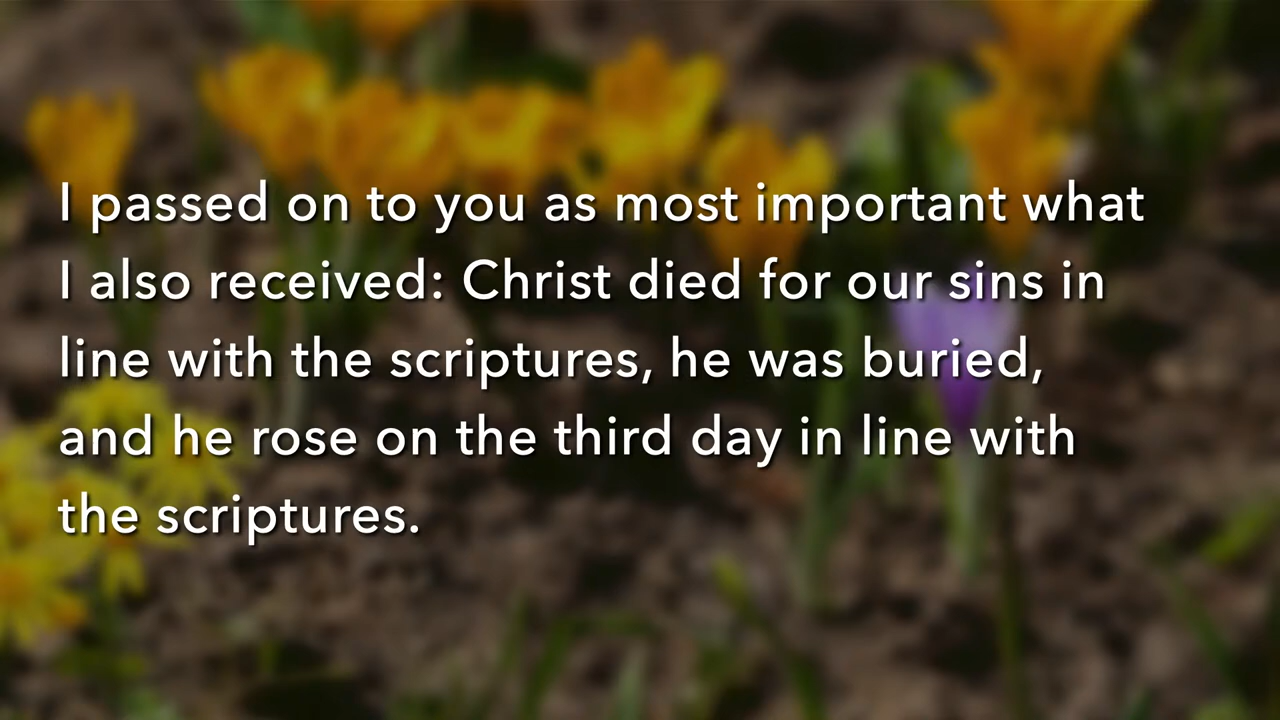 I passed on to you as most important what
I also received: Christ died for our sins in
line with the scriptures, he was buried,
and he rose on the third day in line with
the scriptures.